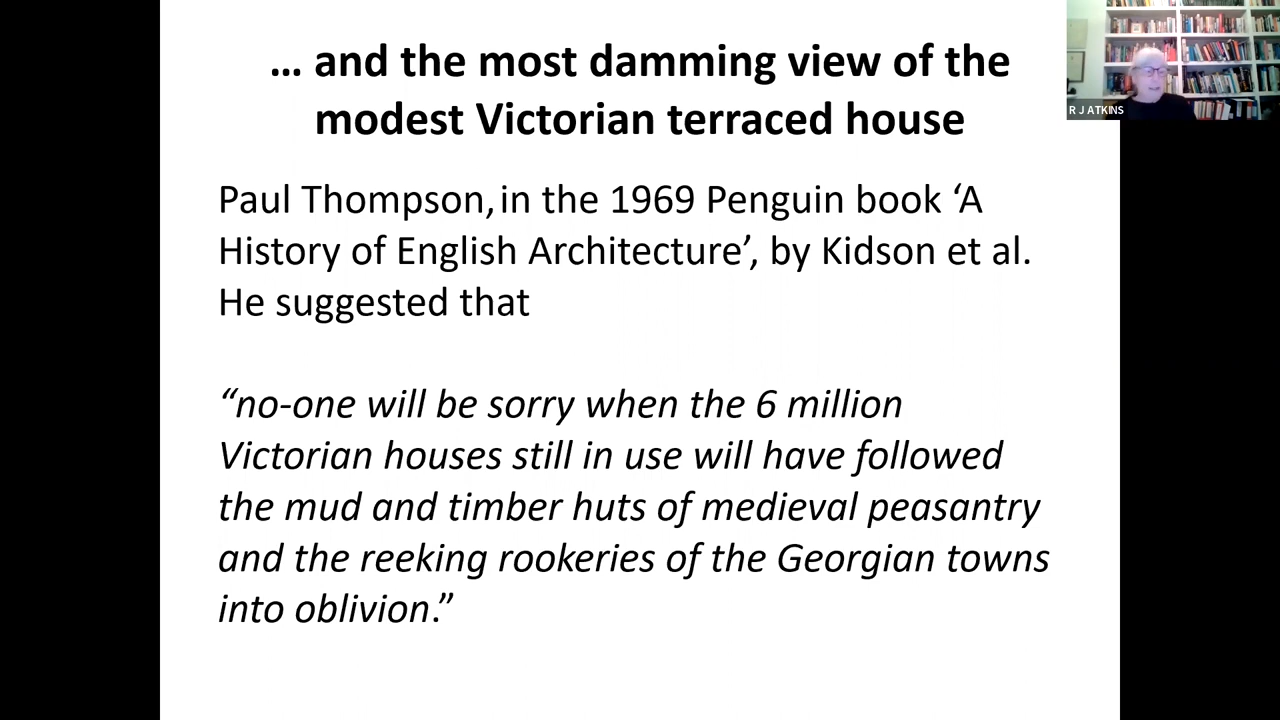 … and the most damming view of the
modest Victorian terraced house
R J ATKINS
Paul Thompson, in the 1969 Penguin book ‘A
History of English Architecture’, by Kidson et al.
He suggested that
“no-one will be sorry when the 6 million
Victorian houses still in use will have followed
the mud and timber huts of medieval peasantry
and the reeking rookeries of the Georgian towns
into oblivion.”